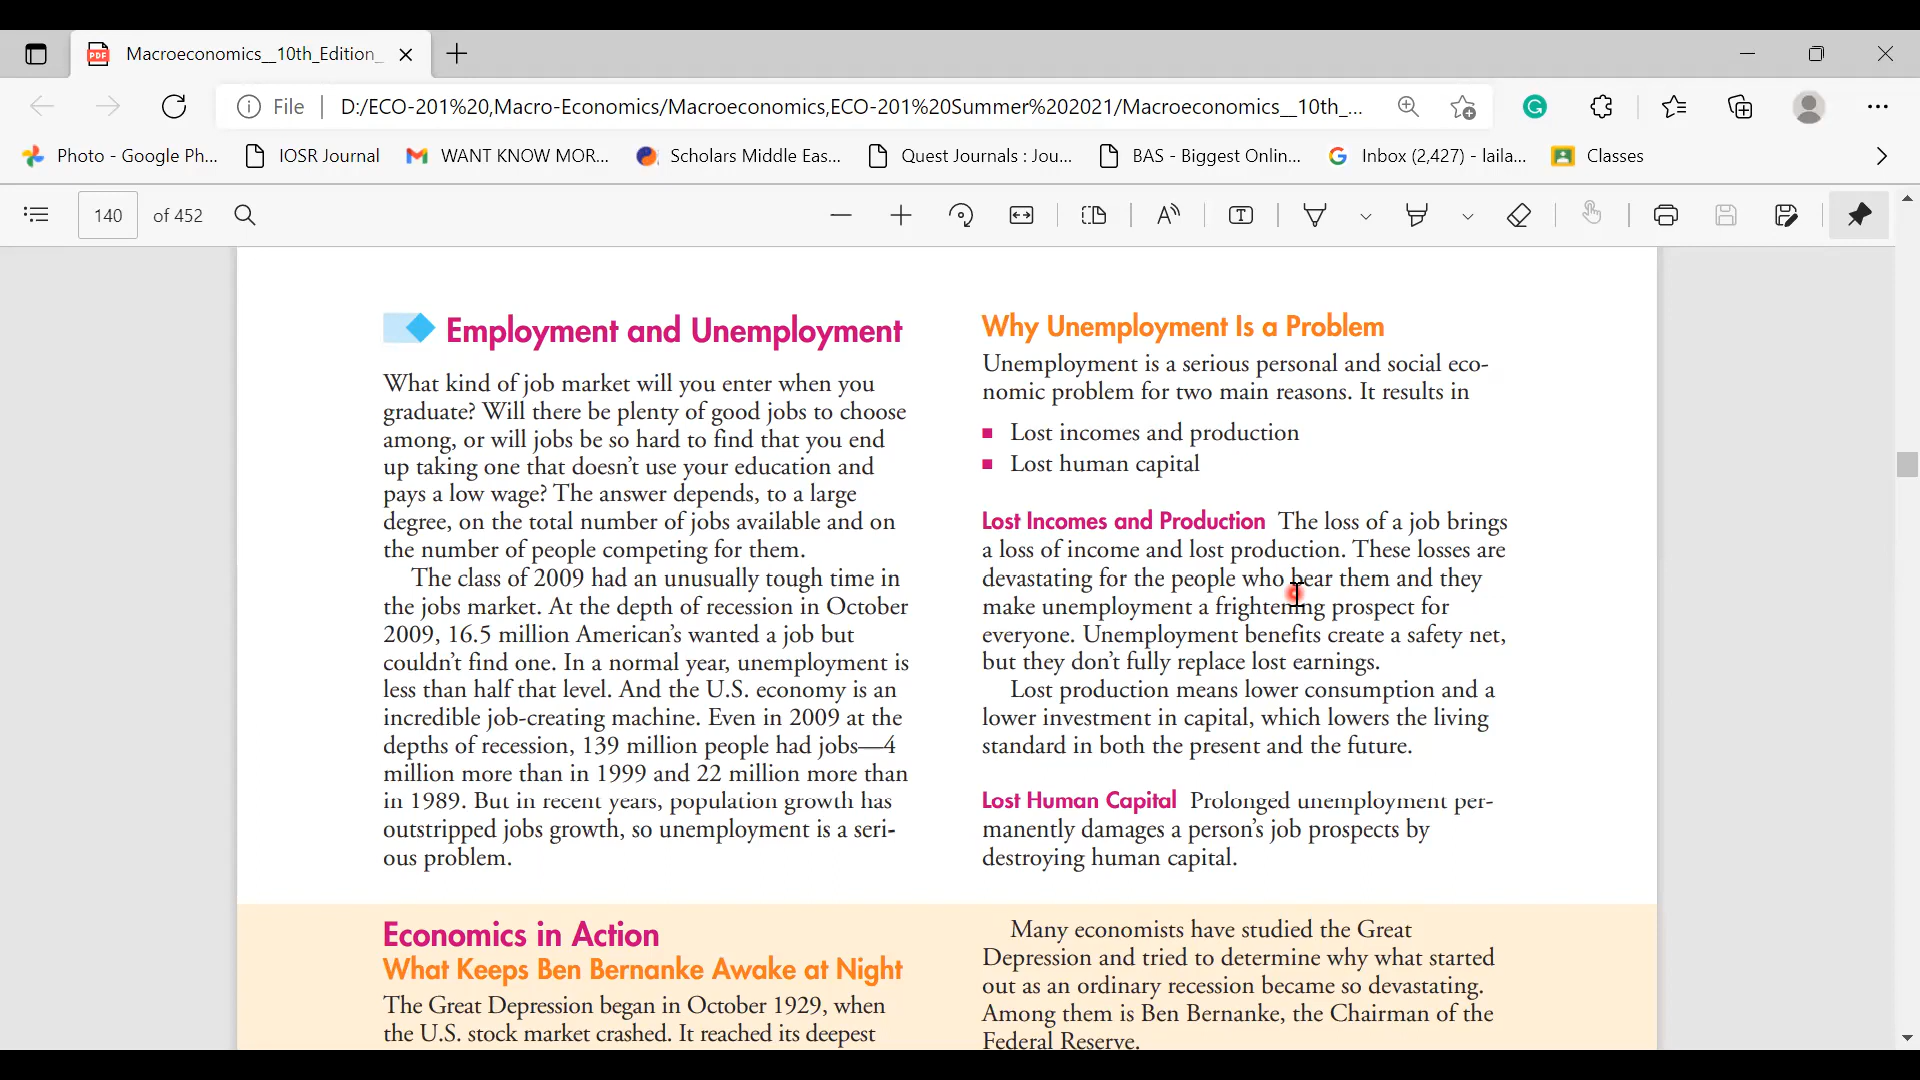 Macroeconomics__10th_Edition_
File
D:/ECO-201%20,Macro-Economics/Macroeconomics,ECO-201%20Summer%202021/Macroeconomics__10th_...
Photo - Google Ph...
IOSR Journal
WANT KNOW MOR...
Scholars Middle Eas...
Quest Journals : Jou...
BAS - Biggest Onlin...
Inbox (2,427) - laila...
Classes
140 of 452
Employment and Unemployment
What kind of job market will you enter when you
graduate? Will there be plenty of good jobs to choose
among, or will jobs be so hard to find that you end
up taking one that doesn't use your education and
pays a low wage? The answer depends, to a large
degree, on the total number of jobs available and on
the number of people competing for them.
The class of 2009 had an unusually tough time in
the jobs market. At the depth of recession in October
2009, 16.5 million American's wanted a job but
couldn't find one. In a normal year, unemployment is
less than half that level. And the U.S. economy is an
incredible job-creating machine. Even in 2009 at the
depths of recession, 139 million people had jobs—4
million more than in 1999 and 22 million more than
in 1989. But in recent years, population growth has
outstripped jobs growth, so unemployment is a seri-
ous problem.
Why Unemployment Is a Problem
Unemployment is a serious personal and social eco-
nomic problem for two main reasons. It results in
■ Lost incomes and production
■ Lost human capital
Lost Incomes and Production The loss of a job brings
a loss of income and lost production. These losses are
devastating for the people who bear them and they
make unemployment a frightening prospect for
everyone. Unemployment benefits create a safety net,
but they don't fully replace lost earnings.
Lost production means lower consumption and a
lower investment in capital, which lowers the living
standard in both the present and the future.
Lost Human Capital Prolonged unemployment per-
manently damages a person's job prospects by
destroying human capital.
Economics in Action
What Keeps Ben Bernanke Awake at Night
The Great Depression began in October 1929, when
the U.S. stock market crashed. It reached its deepest
Many economists have studied the Great
Depression and tried to determine why what started
out as an ordinary recession became so devastating.
Among them is Ben Bernanke, the Chairman of the
Federal Reserve.